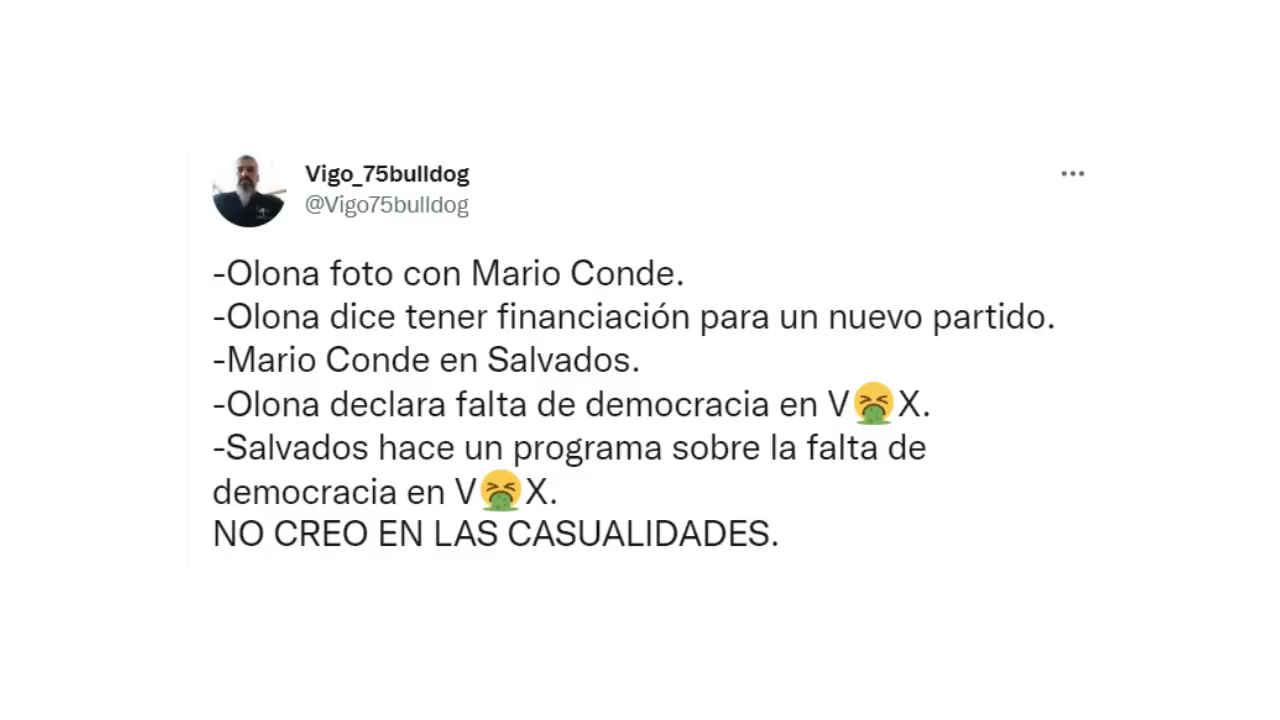 Vigo_75bulldog
@Vigo75bulldog
-Olona foto con Mario Conde.
-Olona dice tener financiación para un nuevo partido.
-Mario Conde en Salvados.
-Olona declara falta de democracia en V🤮X.
-Salvados hace un programa sobre la falta de
democracia en V🤮X.
NO CREO EN LAS CASUALIDADES.